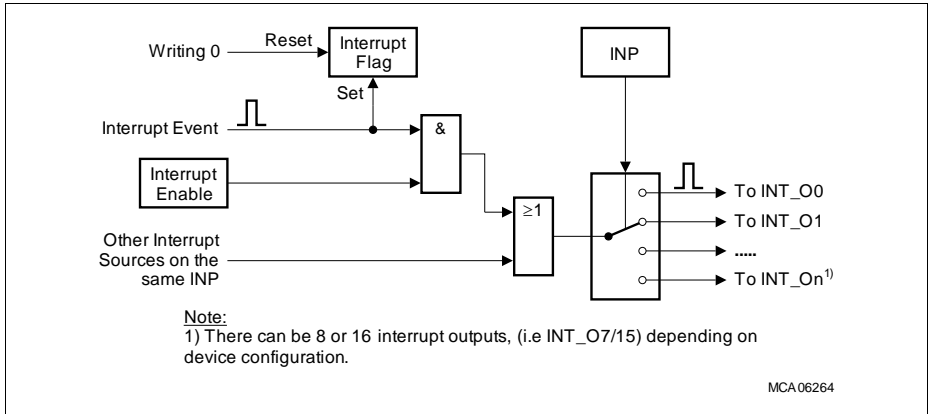 Writing 0
Reset
Interrupt
Flag
INP
Set
Interrupt Event
&
Interrupt
Enable
To INT_O0
≥1
To INT_O1
Other Interrupt
Sources on the
same INP
.....
To INT_On1)
Note:
1) There can be 8 or 16 interrupt outputs, (i.e INT_O7/15) depending on
device configuration.
MCA06264